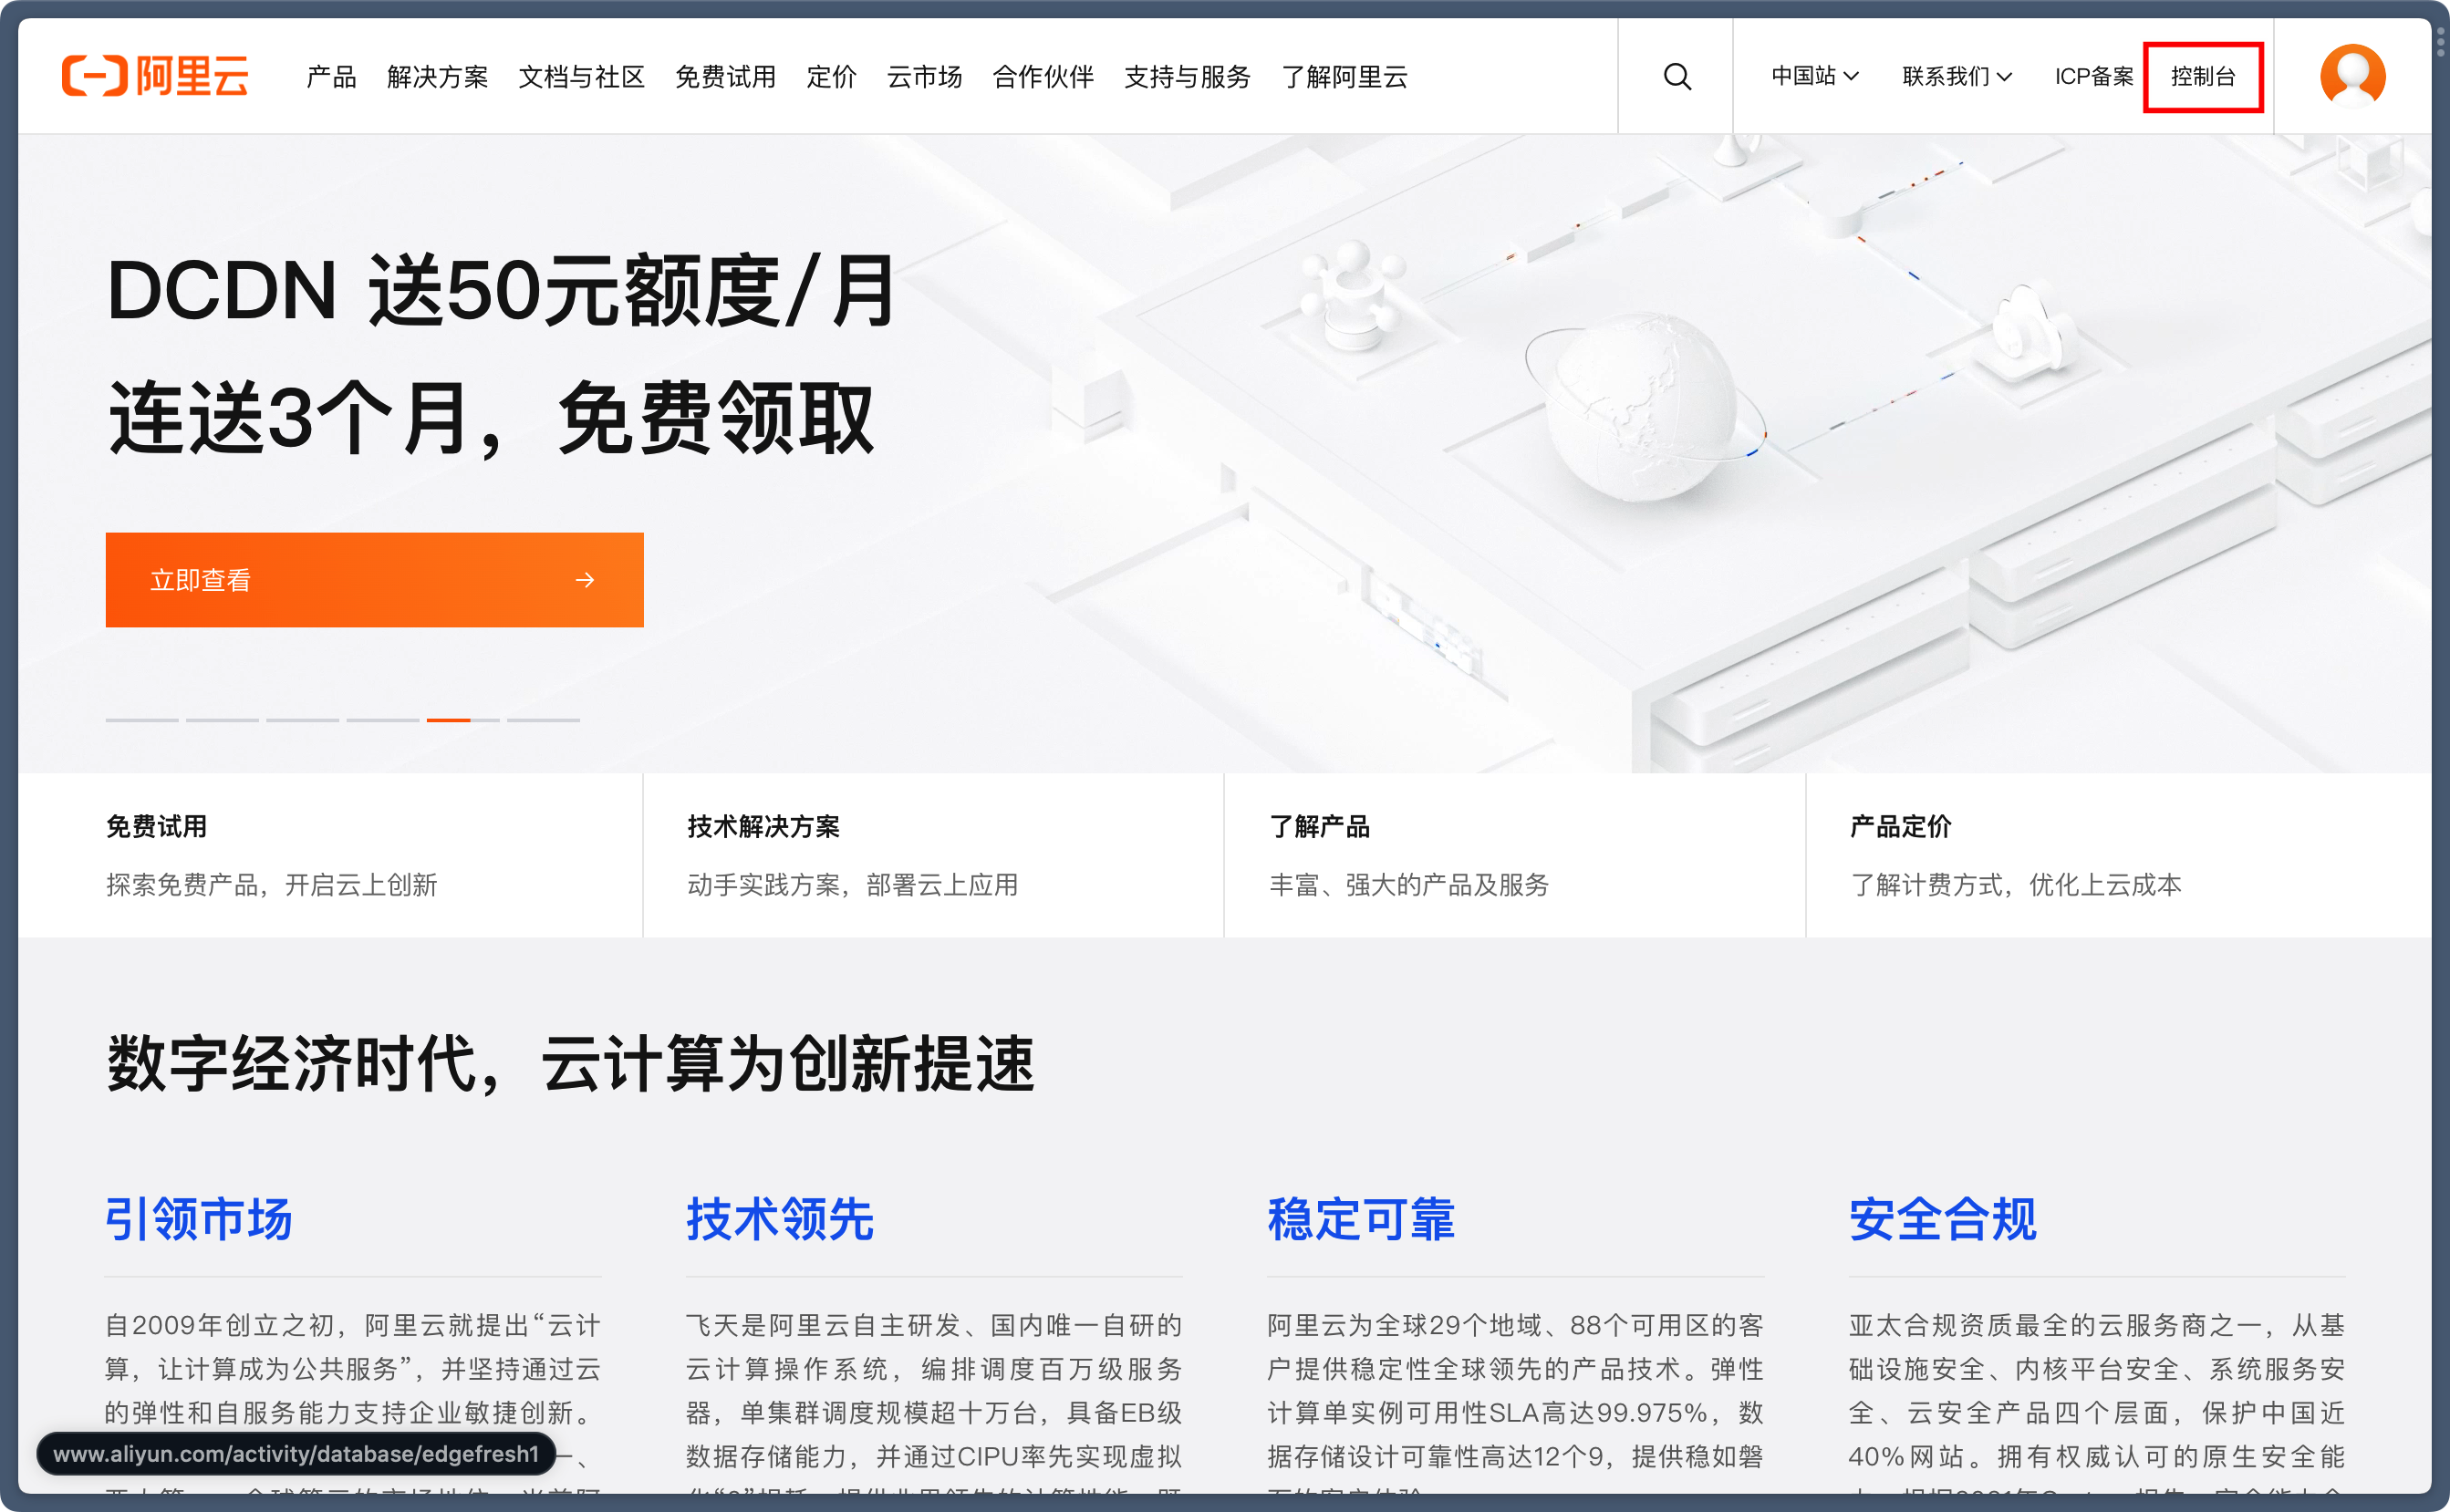 阿里云
产品 解决方案 文档与社区 免费试用 定价 云市场 合作伙伴 支持与服务 了解阿里云
中国站 联系我们 ICP备案 控制台
DCDN 送50元额度/月
连送3个月，免费领取
立即查看
免费试用
探索免费产品，开启云上创新
技术解决方案
动手实践方案，部署云上应用
了解产品
丰富、强大的产品及服务
产品定价
了解计费方式，优化上云成本
数字经济时代，云计算为创新提速
引领市场
自2009年创立之初，阿里云就提出“云计
算，让计算成为公共服务”，并坚持通过云
的弹性和自服务能力支持企业敏捷创新。
一、
技术领先
飞天是阿里云自主研发、国内唯一自研的
云计算操作系统，编排调度百万级服务
器，单集群调度规模超十万台，具备EB级
数据存储能力，并通过CIPU率先实现虚拟
稳定可靠
阿里云为全球29个地域、88个可用区的客
户提供稳定性全球领先的产品技术。弹性
计算单实例可用性SLA高达99.975%，数
据存储设计可靠性高达12个9，提供稳如磐
安全合规
亚太合规资质最全的云服务商之一，从基
础设施安全、内核平台安全、系统服务安
全、云安全产品四个层面，保护中国近
40%网站。拥有权威认可的原生安全能
www.aliyun.com/activity/database/edgefresh1